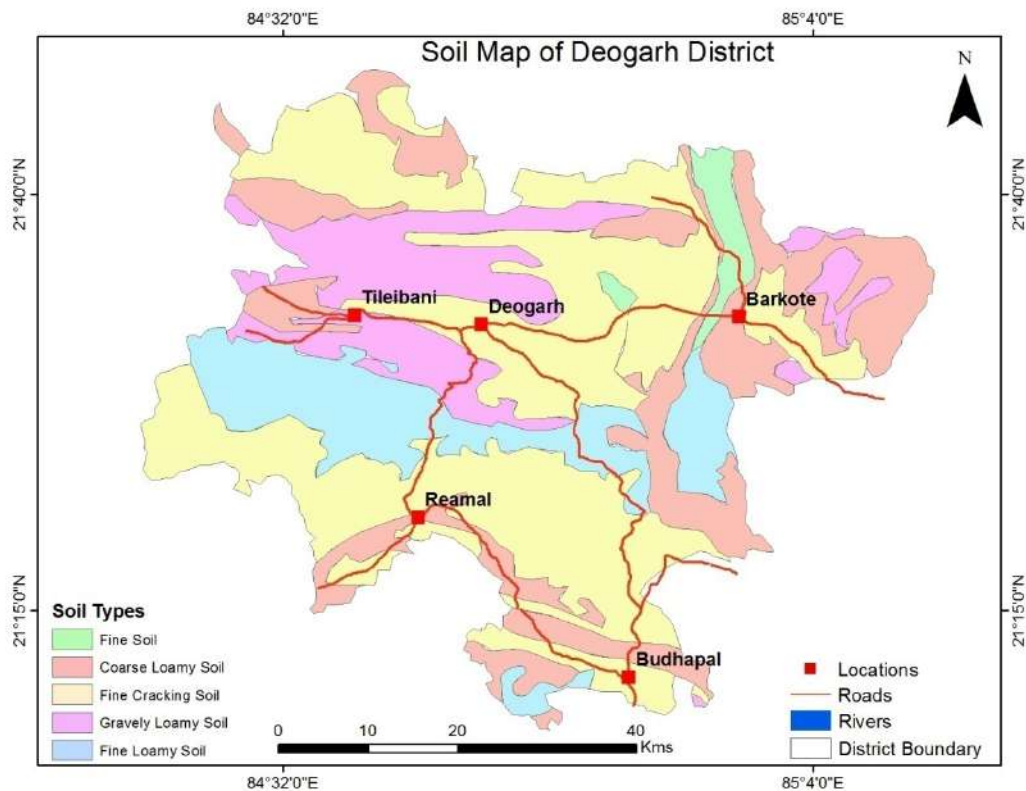 84°32'0"E
85°4'0"E
Soil Map of Deogarh District
N
21°40'0"N
21°40'0"N
Tileibani
Deogarh
Barkote
Reamal
21°15'0"N
21°15'0"N
Budhapal
Soil Types
Fine Soil
Coarse Loamy Soil
Fine Cracking Soil
Gravely Loamy Soil
Fine Loamy Soil
0 10 20 40
Kms
Locations
Roads
Rivers
District Boundary
84°32'0"E
85°4'0"E